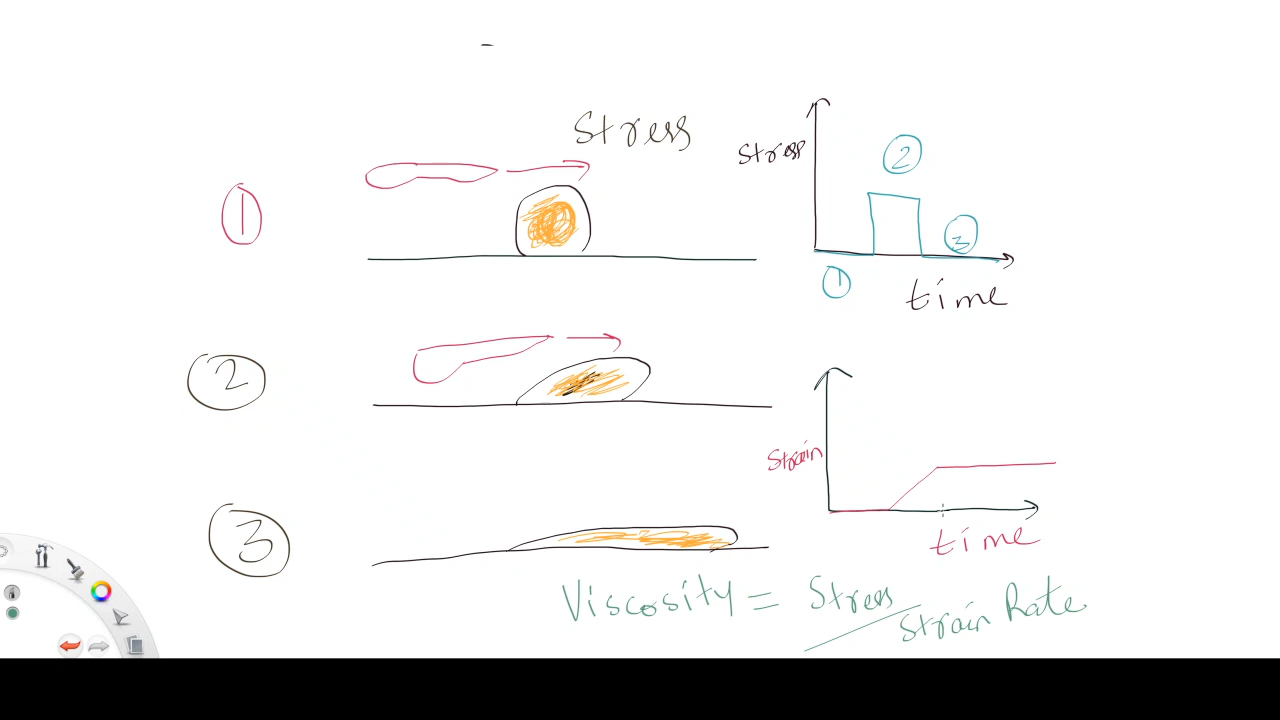 Stress
Stress
2
1
3
1
time
2
Strain
3
time
Viscosity = Stress / Strain Rate